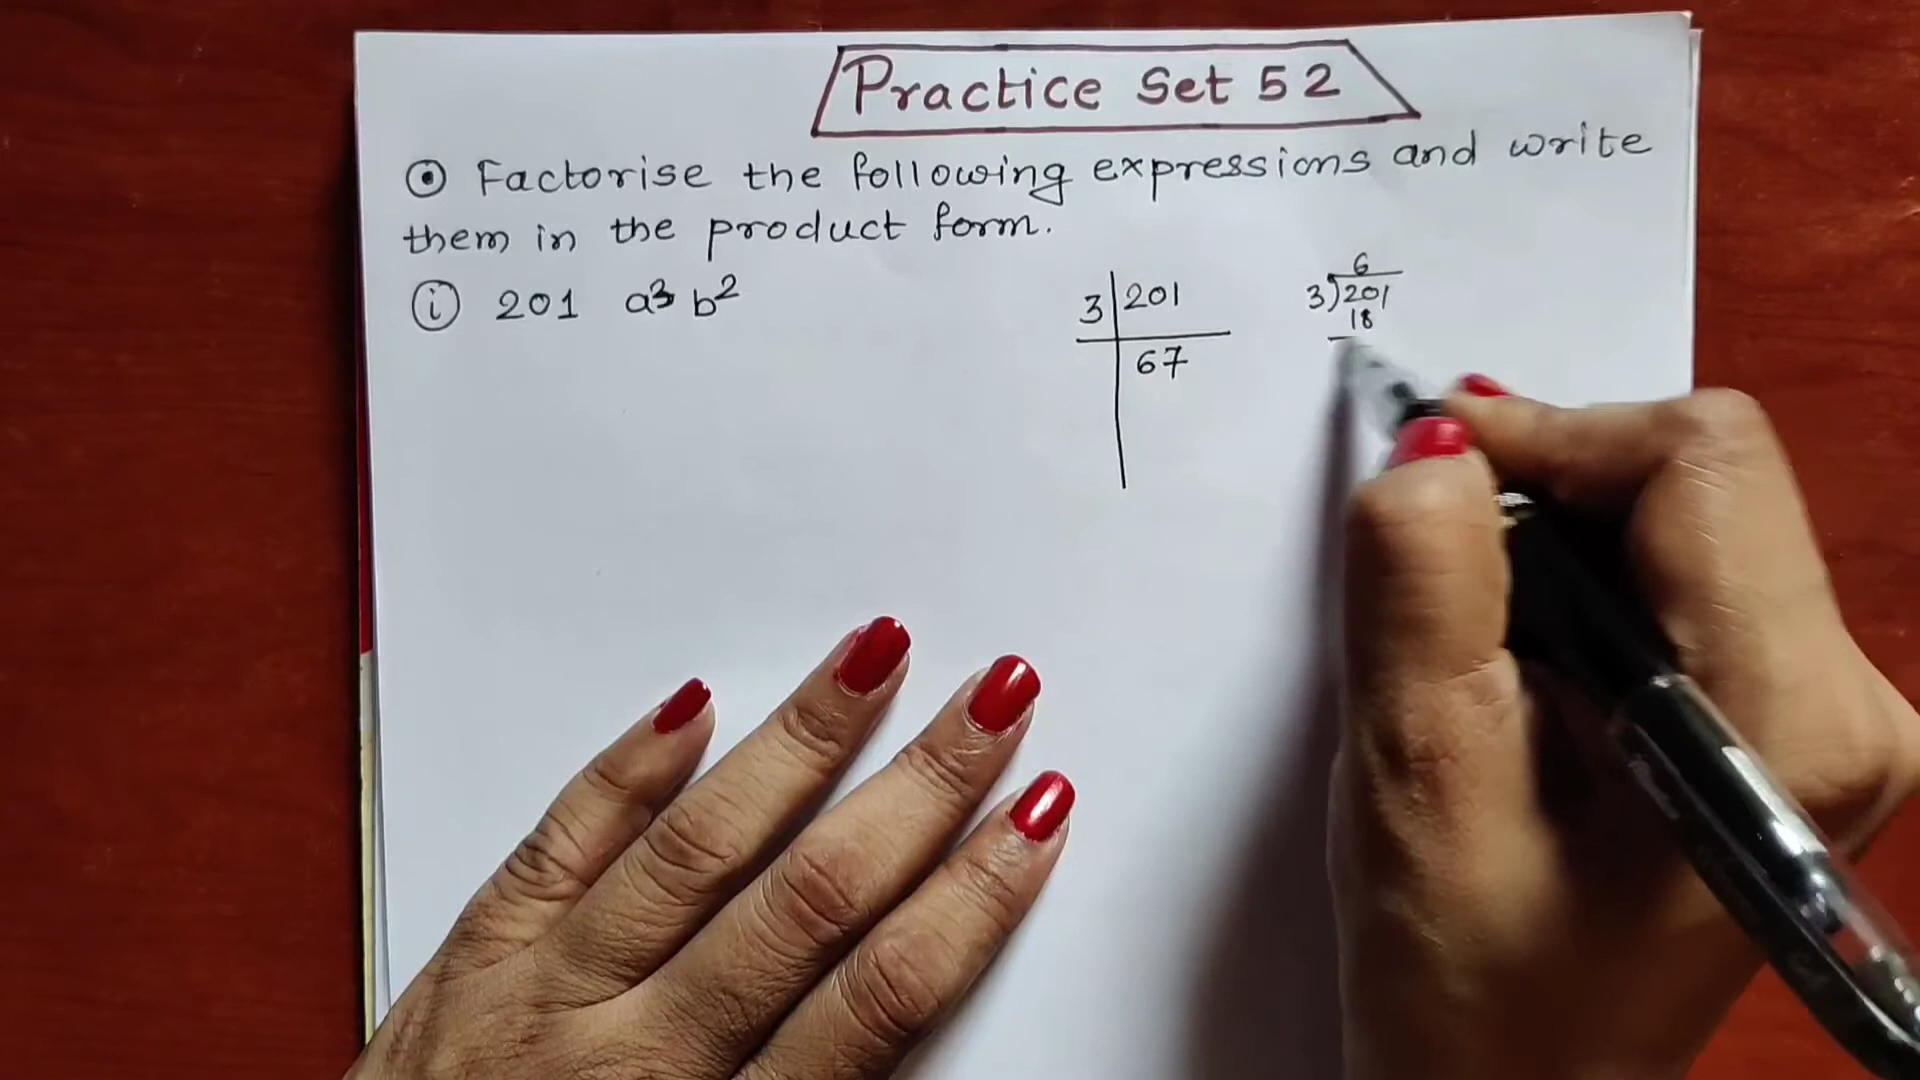 Practice Set 52
⊙ Factorise the following expressions and write
them in the product form.
(i) 201 a³ b²
3 | 201
67
6
3)201
18